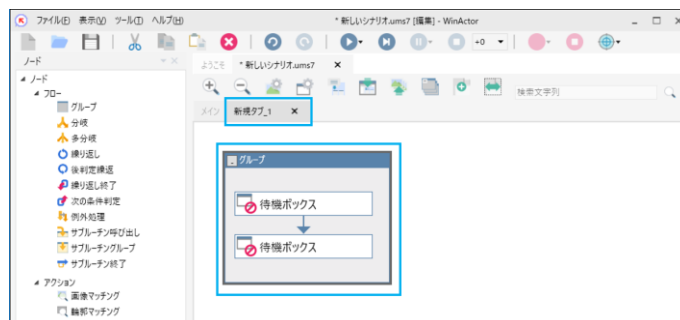 ファイル(F) 表示(V) ツール(T) ヘルプ(H)
* 新しいシナリオ.ums7 [編集] - WinActor
+0
ノード
ようこそ
* 新しいシナリオ.ums7
検索文字列
メイン
新規タブ_1
ノード
フロー
グループ
分岐
多分岐
繰り返し
後判定繰返
繰り返し終了
次の条件判定
例外処理
サブルーチン呼び出し
サブルーチングループ
サブルーチン終了
アクション
画像マッチング
輪郭マッチング
グループ
待機ボックス
待機ボックス